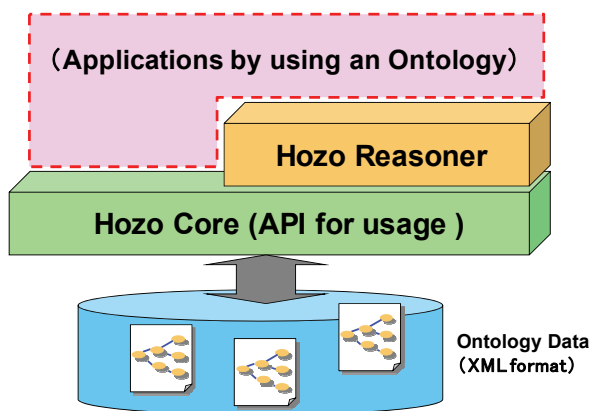 （Applications by using an Ontology）
Hozo Reasoner
Hozo Core (API for usage )
Ontology Data
（XML format）